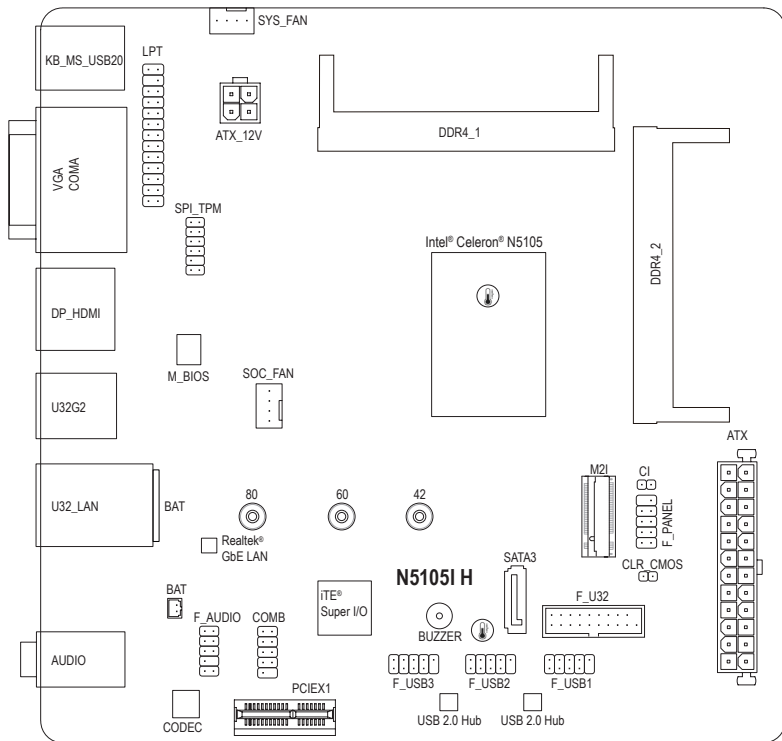 SYS_FAN
KB_MS_USB20
LPT
ATX_12V
DDR4_1
VGA
COMA
SPI_TPM
Intel® Celeron® N5105
DDR4_2
DP_HDMI
M_BIOS
SOC_FAN
U32G2
ATX
M2I
CI
U32_LAN
BAT
80
60
42
F_PANEL
Realtek®
GbE LAN
SATA3
CLR_CMOS
N5105I H
BAT
iTE®
Super I/O
F_U32
F_AUDIO
COMB
BUZZER
AUDIO
F_USB3
F_USB2
F_USB1
PCIEX1
CODEC
USB 2.0 Hub
USB 2.0 Hub